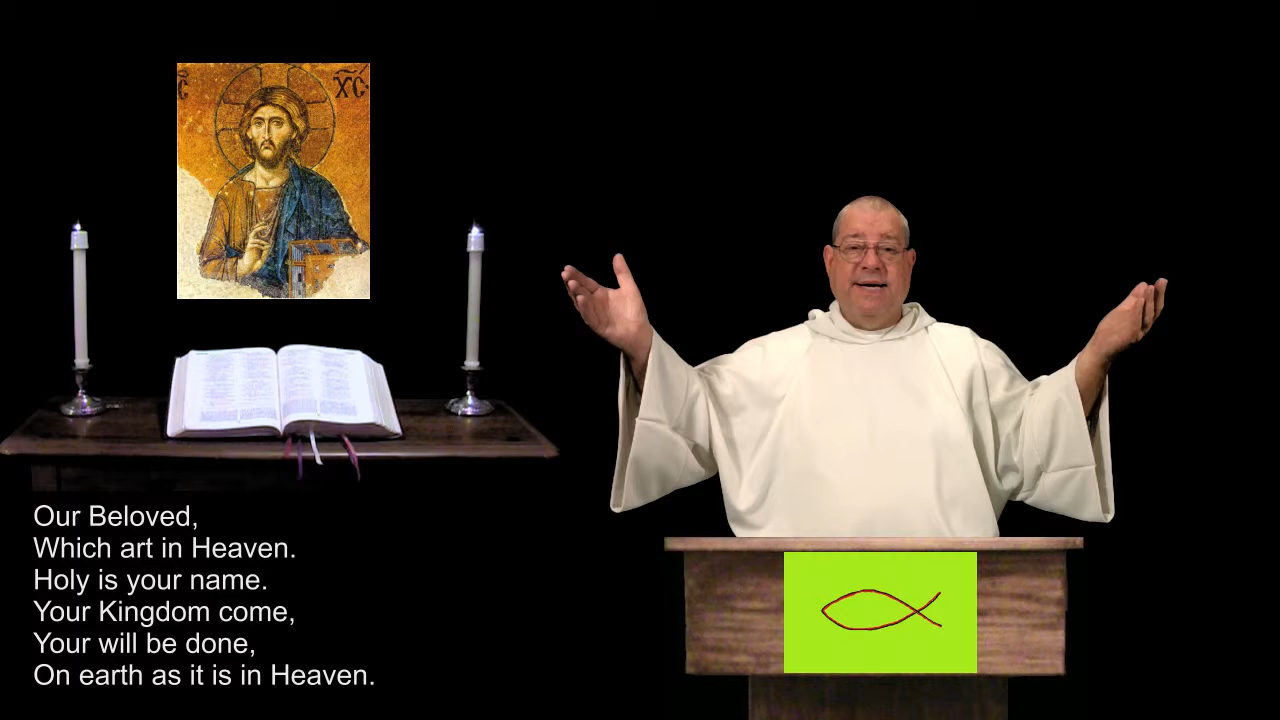 C
XC
Our Beloved,
Which art in Heaven.
Holy is your name.
Your Kingdom come,
Your will be done,
On earth as it is in Heaven.